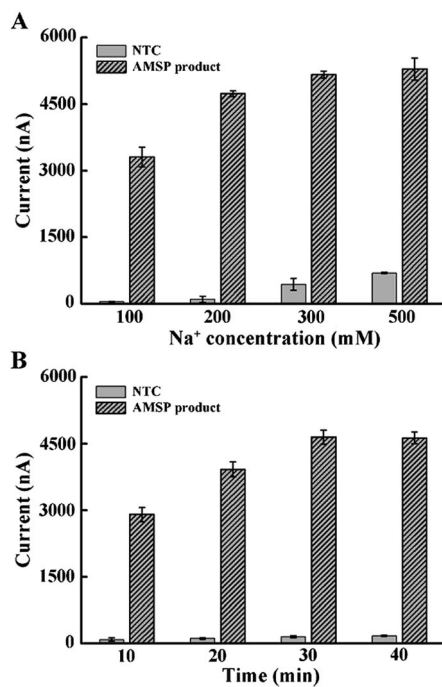 A
6000
4500
3000
1500
0
Current (nA)
NTC
AMSP product
100 200 300 500
Na⁺ concentration (mM)
B
6000
4500
3000
1500
0
Current (nA)
NTC
AMSP product
10 20 30 40
Time (min)